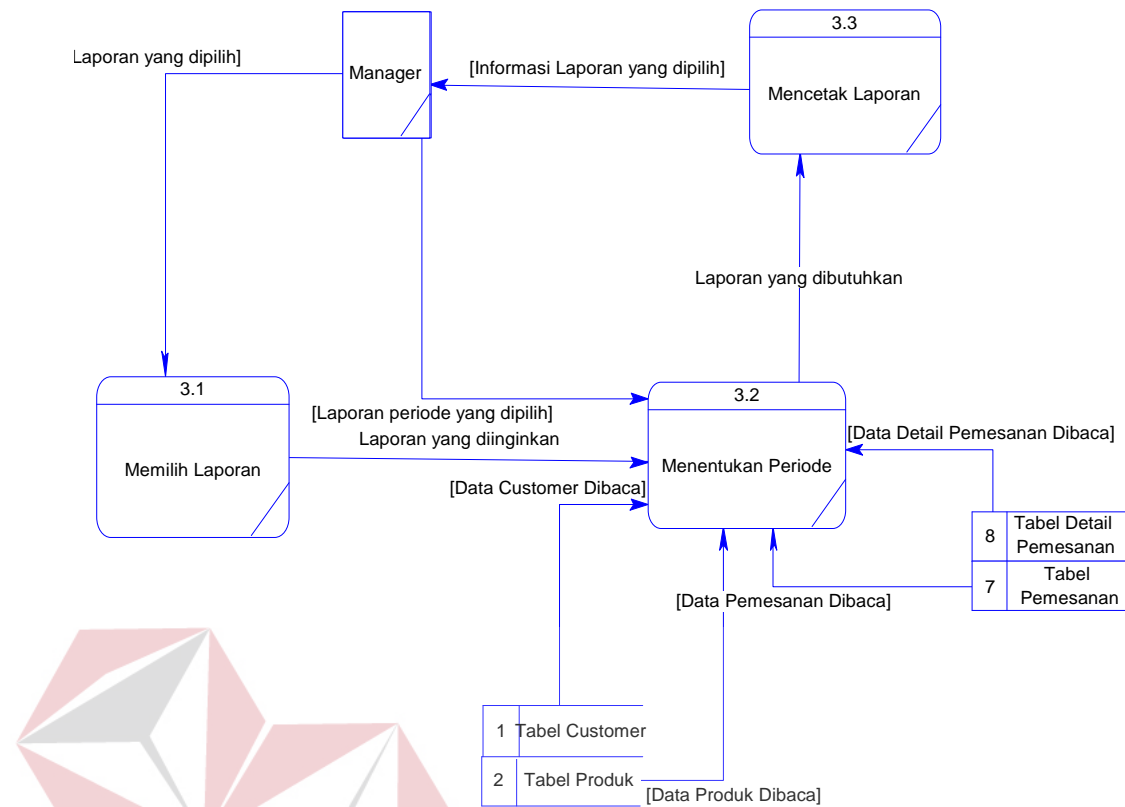 3.3
Laporan yang dipilih]
Manager
[Informasi Laporan yang dipilih]
Mencetak Laporan
Laporan yang dibutuhkan
3.1
3.2
[Laporan periode yang dipilih]
Laporan yang diinginkan
[Data Detail Pemesanan Dibaca]
Memilih Laporan
Menentukan Periode
[Data Customer Dibaca]
8
Tabel Detail
Pemesanan
7
Tabel
Pemesanan
[Data Pemesanan Dibaca]
1
Tabel Customer
2
Tabel Produk
[Data Produk Dibaca]